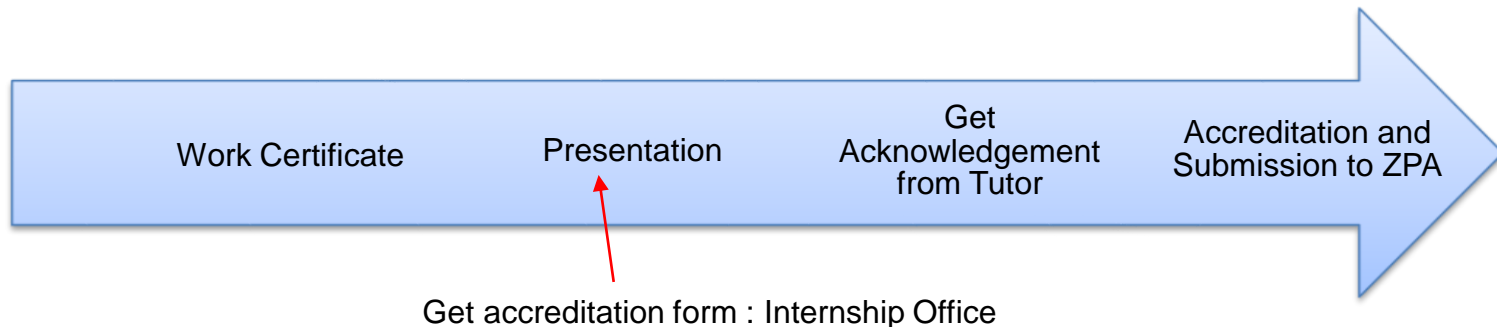 Work Certificate
Presentation
Get
Acknowledgement
from Tutor
Accreditation and
Submission to ZPA
Get accreditation form : Internship Office